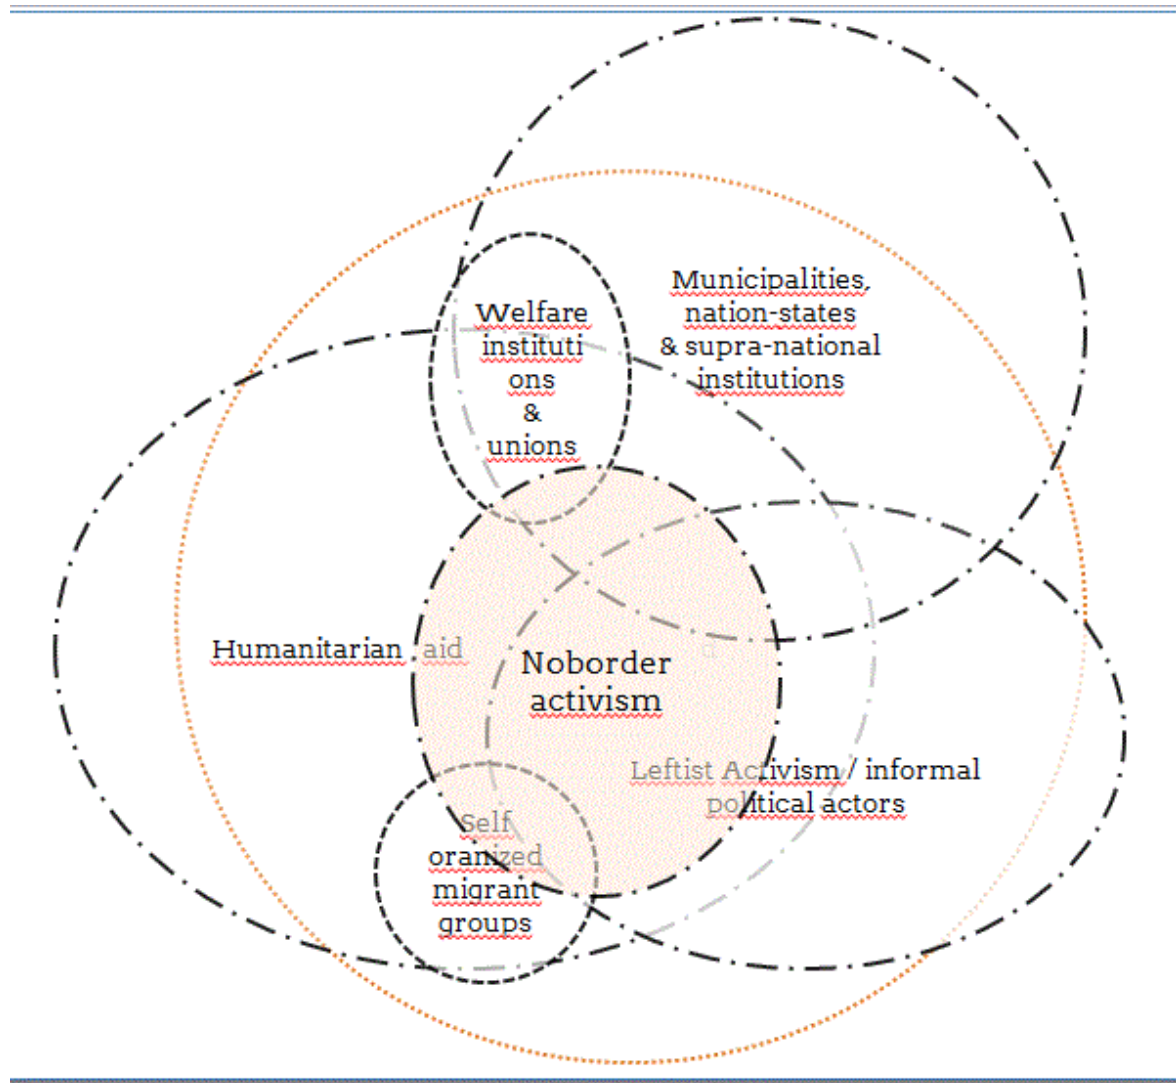 Municipalities,
nation-states
& supra-national
institutions
Welfare
instituti
ons
&
unions
Humanitarian aid
Noborder
activism
Leftist Activism / informal
political actors
Self
oranized
migrant
groups